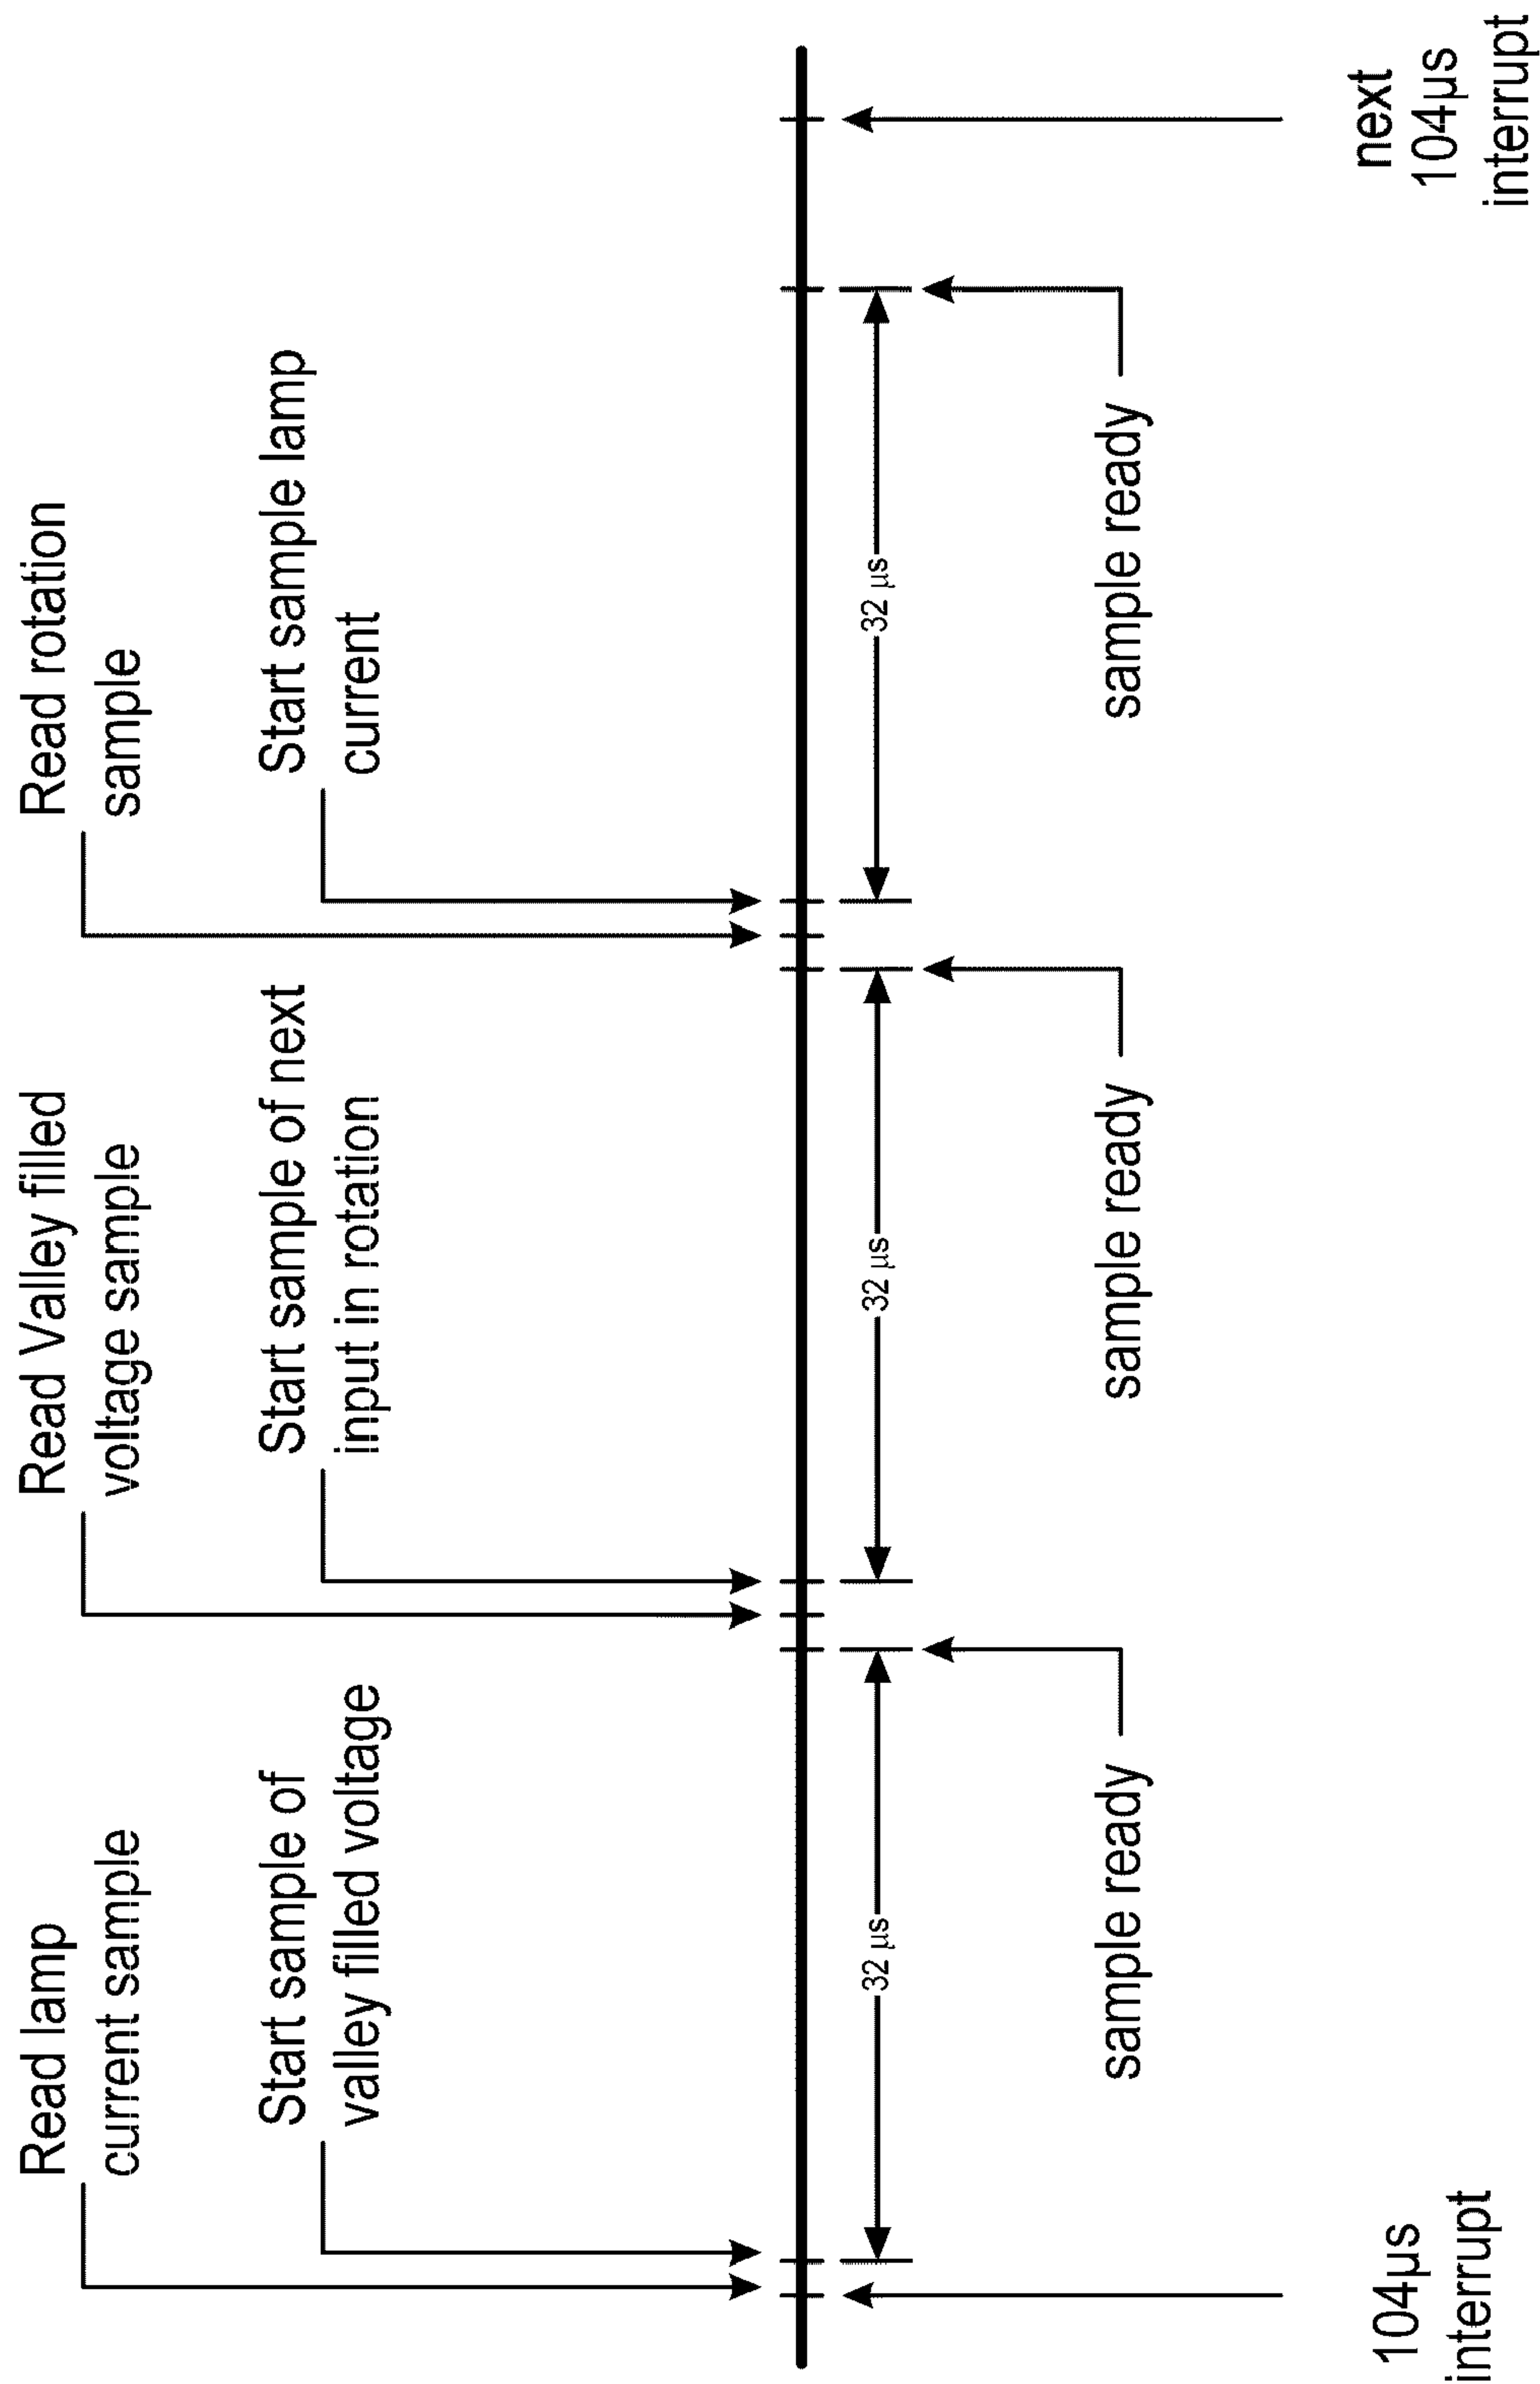 Read lamp
current sample
Read Valley filled
voltage sample
Read rotation
sample
Start sample of
valley filled voltage
Start sample of next
input in rotation
Start sample lamp
current
32 µs
32 µs
32 µs
sample ready
sample ready
sample ready
104µs
interrupt
next
104µs
interrupt